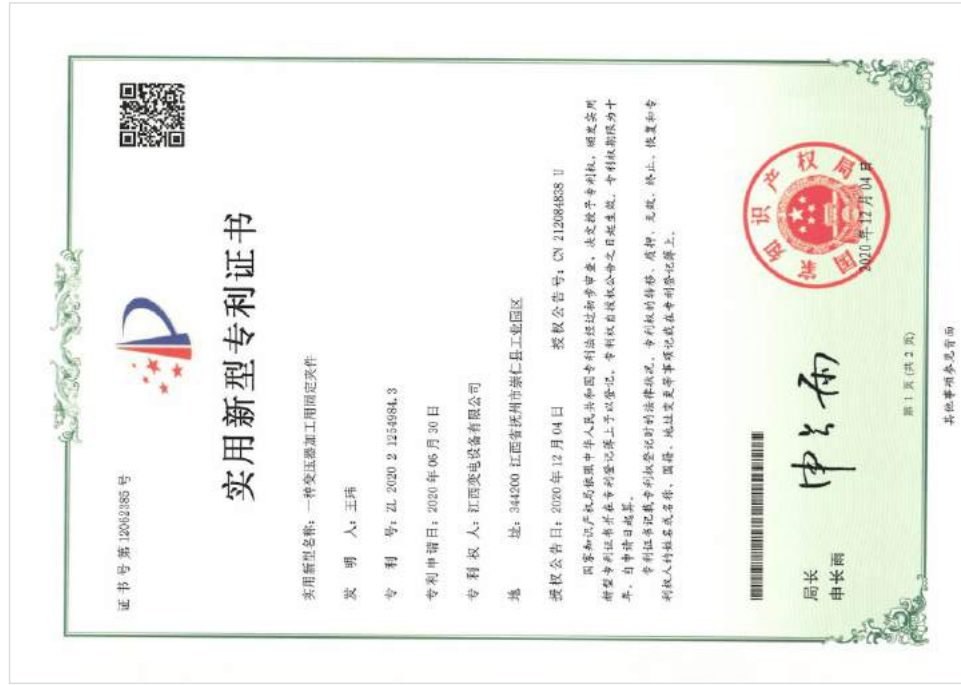 证书号第12062385号
实用新型专利证书
实用新型名称：一种变压器加工用固定夹件
发明人：王玮
专利号：ZL 2020 2 1254984.3
专利申请日：2020年06月30日
专利权人：江西变电设备有限公司
地址：344200 江西省抚州市崇仁县工业园区
授权公告日：2020年12月04日 授权公告号：CN 212084838 U
国家知识产权局依照中华人民共和国专利法经过初步审查，决定授予专利权，颁发实用
新型专利证书并在专利登记簿上予以登记。专利权自授权公告之日起生效。专利权期限为十
年，自申请日起算。
专利证书记载专利权登记时的法律状况。专利权的转移、质押、无效、终止、恢复和专
利权人的姓名或名称、国籍、地址变更等事项记载在专利登记簿上。
局长
申长雨
申长雨
国家知识产权局
2020年12月04日
第1页(共2页)
其他事项参见背面